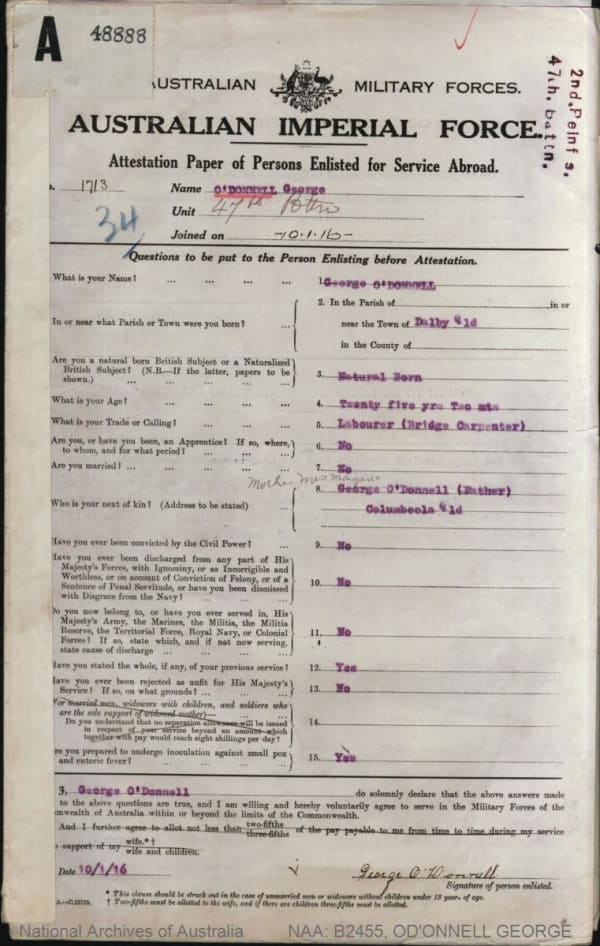 A 48888
AUSTRALIAN MILITARY FORCES.
AUSTRALIAN IMPERIAL FORCE.
2nd.Reinf s.
47th.battn.
Attestation Paper of Persons Enlisted for Service Abroad.
o. 1713 Name O'DONNELL George
34
Unit 47th Battn
Joined on -10.1.16-
Questions to be put to the Person Enlisting before Attestation.
What is your Name? ... ... ... ... 1. George O'DONNELL
In or near what Parish or Town were you born? ... 2. In the Parish of in or
near the Town of Dalby Qld
in the County of
Are you a natural born British Subject or a Naturalized
British Subject? (N.B.—If the latter, papers to be
shown.) ... ... ... ... 3. Natural Born
What is your Age? ... ... ... ... 4. Twenty five yrs Two mts
What is your Trade or Calling? ... ... ... 5. Labourer (Bridge Carpenter)
Are you, or have you been, an Apprentice? If so, where,
to whom, and for what period? ... ... ... 6. No
Are you married? ... ... ... ... 7. No
Mother Mrs Margaret
Who is your next of kin? (Address to be stated) ... 8. George O'Donnell (Father)
Columboola Qld
Have you ever been convicted by the Civil Power? ... 9. No
Have you ever been discharged from any part of His
Majesty's Forces, with Ignominy, or as Incorrigible and
Worthless, or on account of Conviction of Felony, or of a
Sentence of Penal Servitude, or have you been dismissed
with Disgrace from the Navy? ... ... ... 10. No
Do you now belong to, or have you ever served in, His
Majesty's Army, the Marines, the Militia, the Militia
Reserve, the Territorial Force, Royal Navy, or Colonial
Forces? If so, state which, and if not now serving,
state cause of discharge ... ... ... 11. No
Have you stated the whole, if any, of your previous service? 12. Yes
Have you ever been rejected as unfit for His Majesty's
Service? If so, on what grounds? ... ... ... 13. No
For married men, widowers with children, and soldiers who
are the sole support of widowed mother)—
Do you understand that no separation allowance will be issued
in respect of your service beyond an amount which
together with pay would reach eight shillings per day? 14.
re you prepared to undergo inoculation against small pox
and enteric fever? ... ... ... ... 15. Yes
I, George O'Donnell do solemnly declare that the above answers made
to the above questions are true, and I am willing and hereby voluntarily agree to serve in the Military Forces of the
onwealth of Australia within or beyond the limits of the Commonwealth.
And I further agree to allot not less than two-fifths three-fifths of the pay payable to me from time to time during my service
support of my wife.*† wife and children.
Date 10/1/16 George O'Donnell
Signature of person enlisted.
* This clause should be struck out in the case of unmarried men or widowers without children under 18 years of age.
† Two-fifths must be allotted to the wife, and if there are children three-fifths must be allotted.
National Archives of Australia NAA: B2455, OD'ONNELL GEORGE